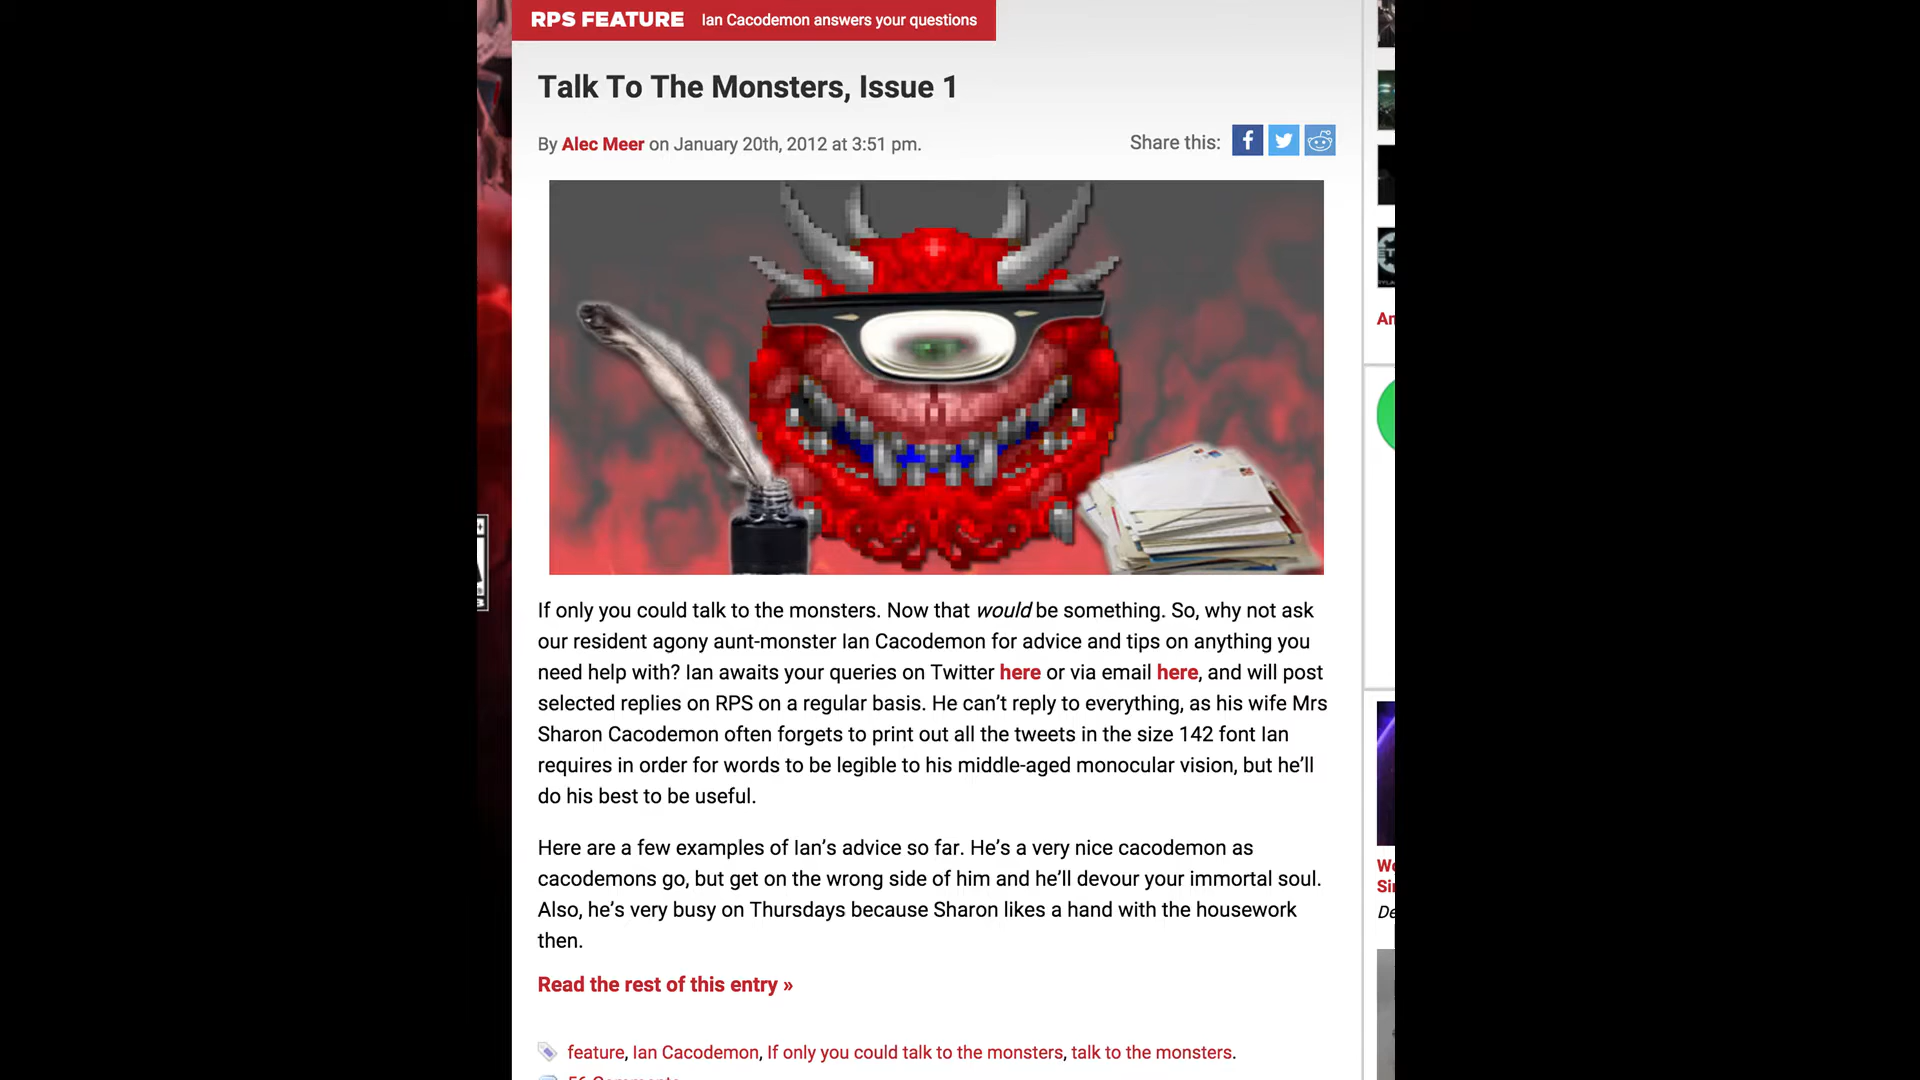 RPS FEATURE Ian Cacodemon answers your questions
Talk To The Monsters, Issue 1
By Alec Meer on January 20th, 2012 at 3:51 pm.
Share this:
If only you could talk to the monsters. Now that would be something. So, why not ask
our resident agony aunt-monster Ian Cacodemon for advice and tips on anything you
need help with? Ian awaits your queries on Twitter here or via email here, and will post
selected replies on RPS on a regular basis. He can’t reply to everything, as his wife Mrs
Sharon Cacodemon often forgets to print out all the tweets in the size 142 font Ian
requires in order for words to be legible to his middle-aged monocular vision, but he’ll
do his best to be useful.
Here are a few examples of Ian’s advice so far. He’s a very nice cacodemon as
cacodemons go, but get on the wrong side of him and he’ll devour your immortal soul.
Also, he’s very busy on Thursdays because Sharon likes a hand with the housework
then.
Read the rest of this entry »
feature, Ian Cacodemon, If only you could talk to the monsters, talk to the monsters.